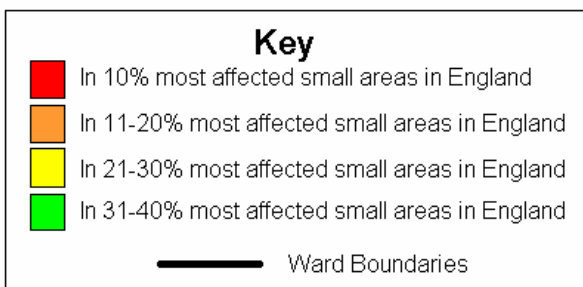 Key
In 10% most affected small areas in England
In 11-20% most affected small areas in England
In 21-30% most affected small areas in England
In 31-40% most affected small areas in England
Ward Boundaries